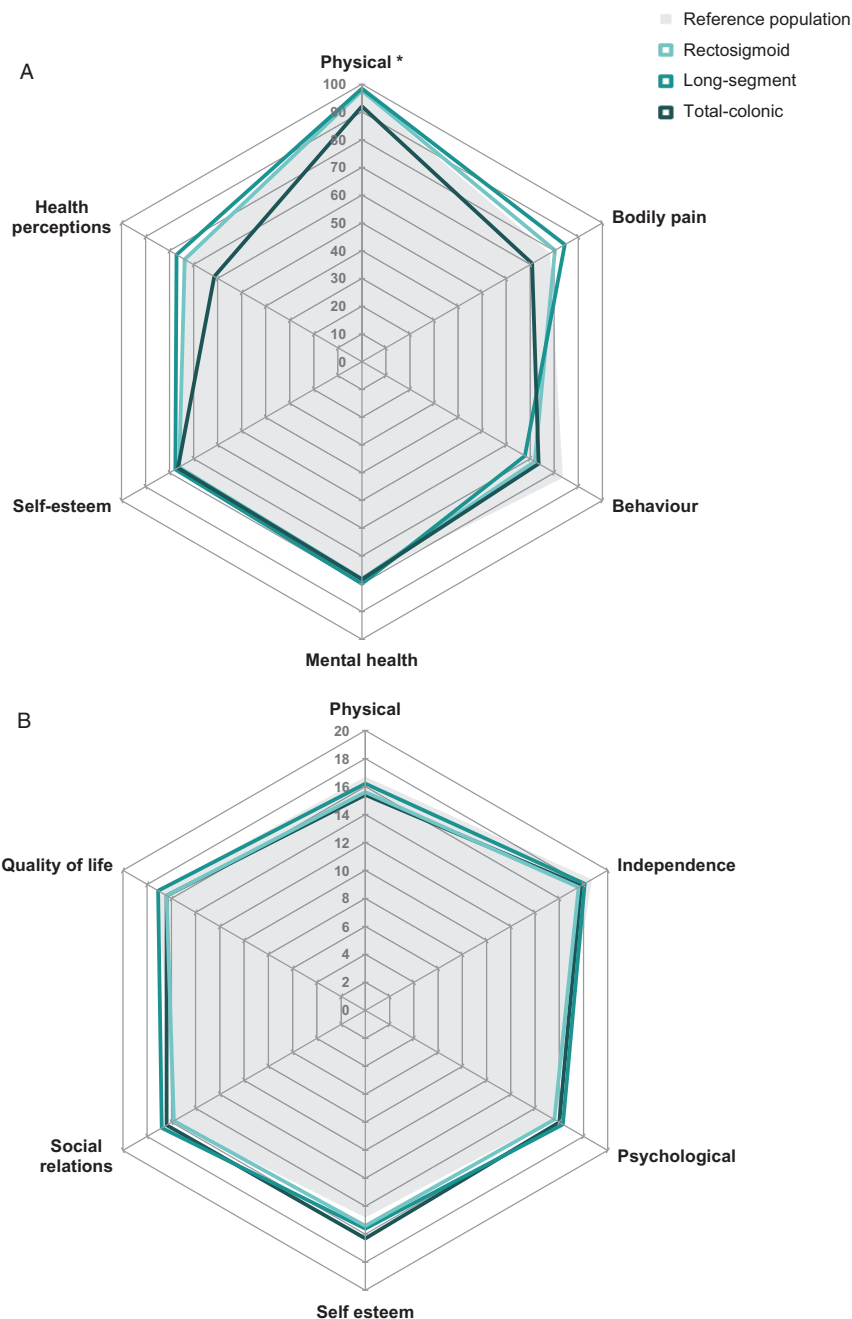 Reference population
Rectosigmoid
Long-segment
Total-colonic
A
Physical *
100
90
80
70
60
50
40
30
20
10
0
Health
perceptions
Bodily pain
Self-esteem
Behaviour
Mental health
B
Physical
20
18
16
14
12
10
8
6
4
2
0
Quality of life
Independence
Social
relations
Psychological
Self esteem